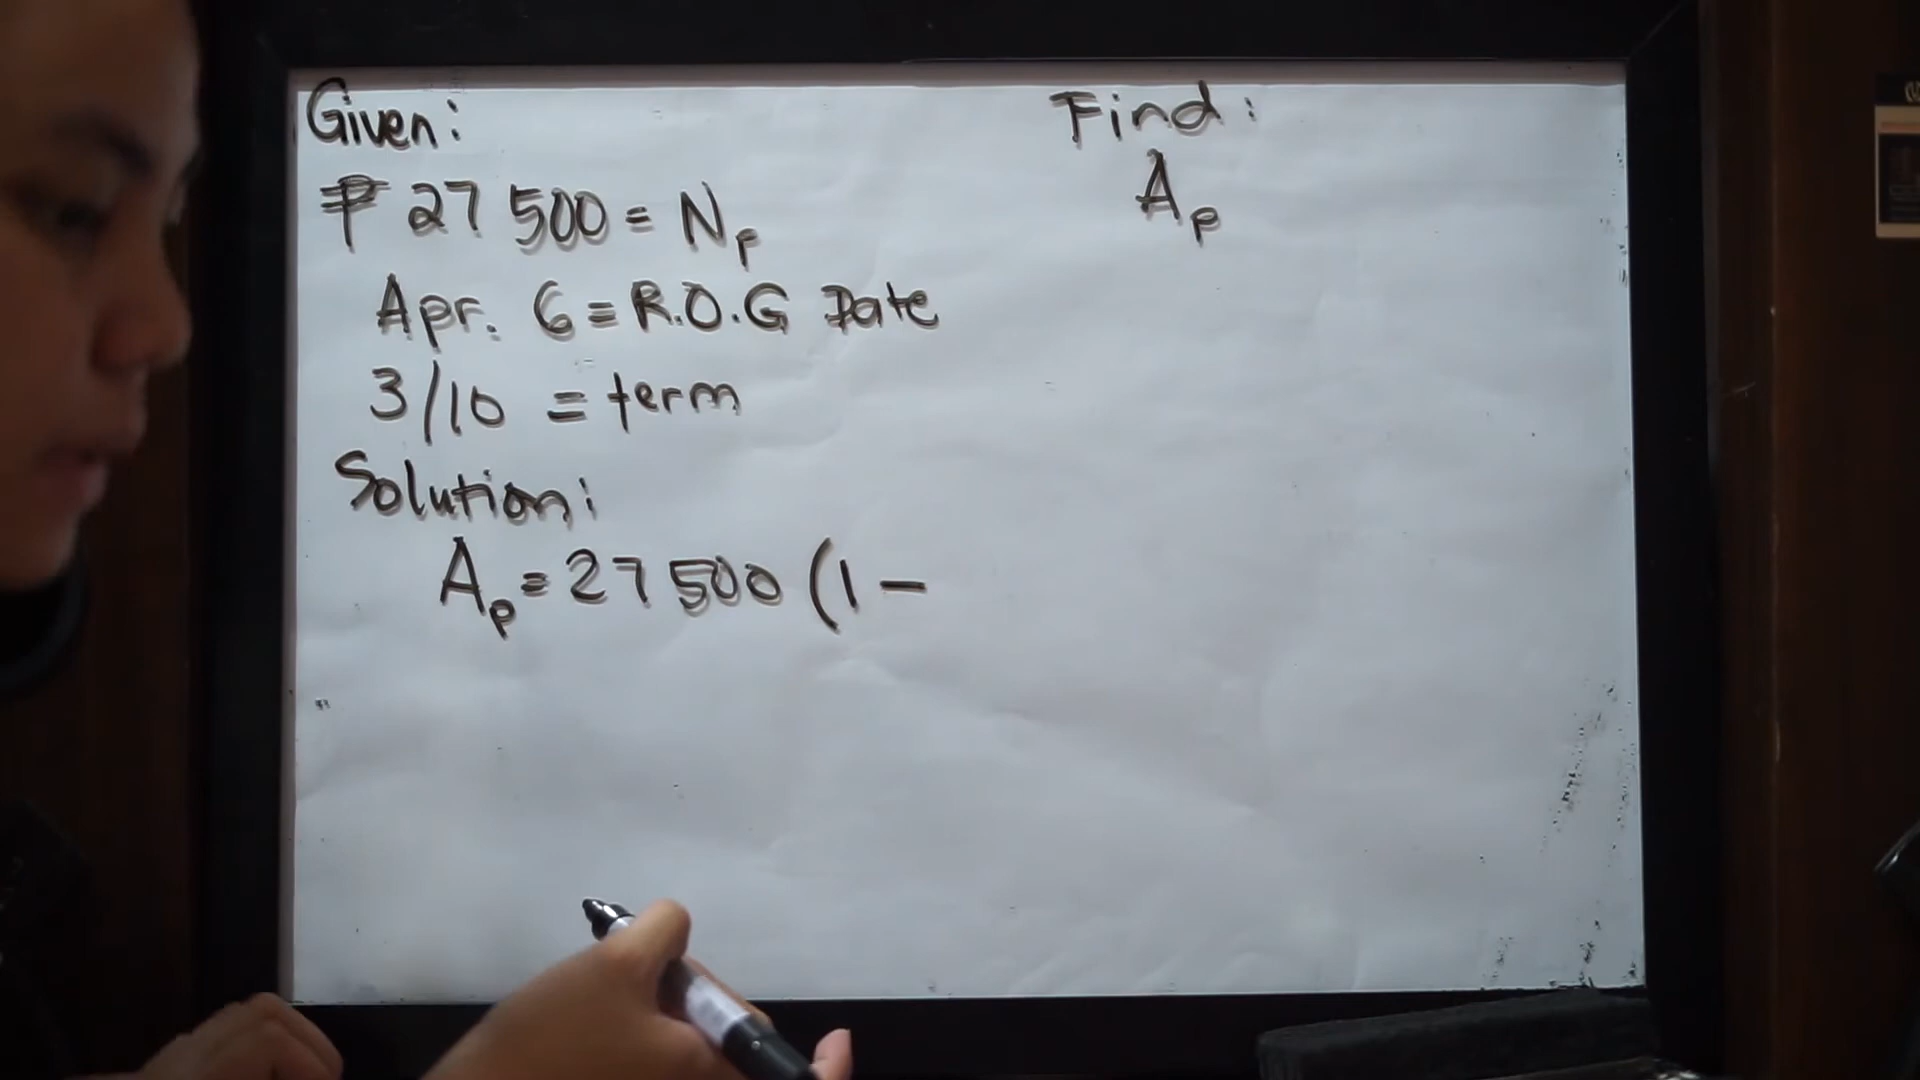 Given:
₱ 27 500 = Np
Apr. 6 = R.O.G Date
3/10 = term
Solution:
Ap = 27 500 (1 −
Find:
Ap